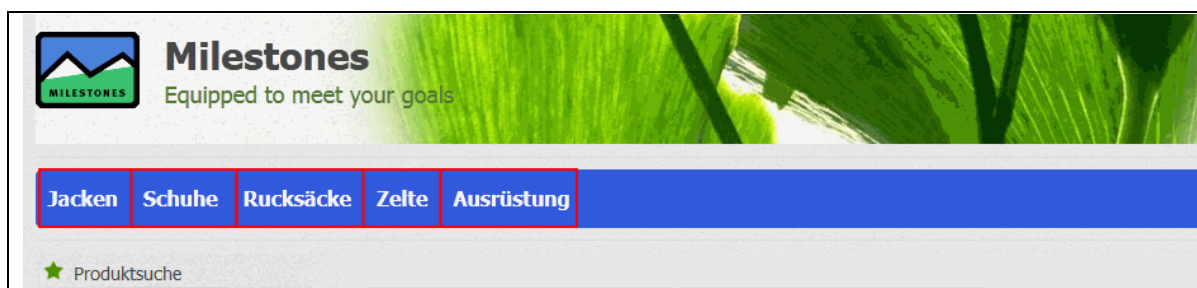 MILESTONES
Milestones
Equipped to meet your goals
Jacken Schuhe Rucksäcke Zelte Ausrüstung
Produktsuche